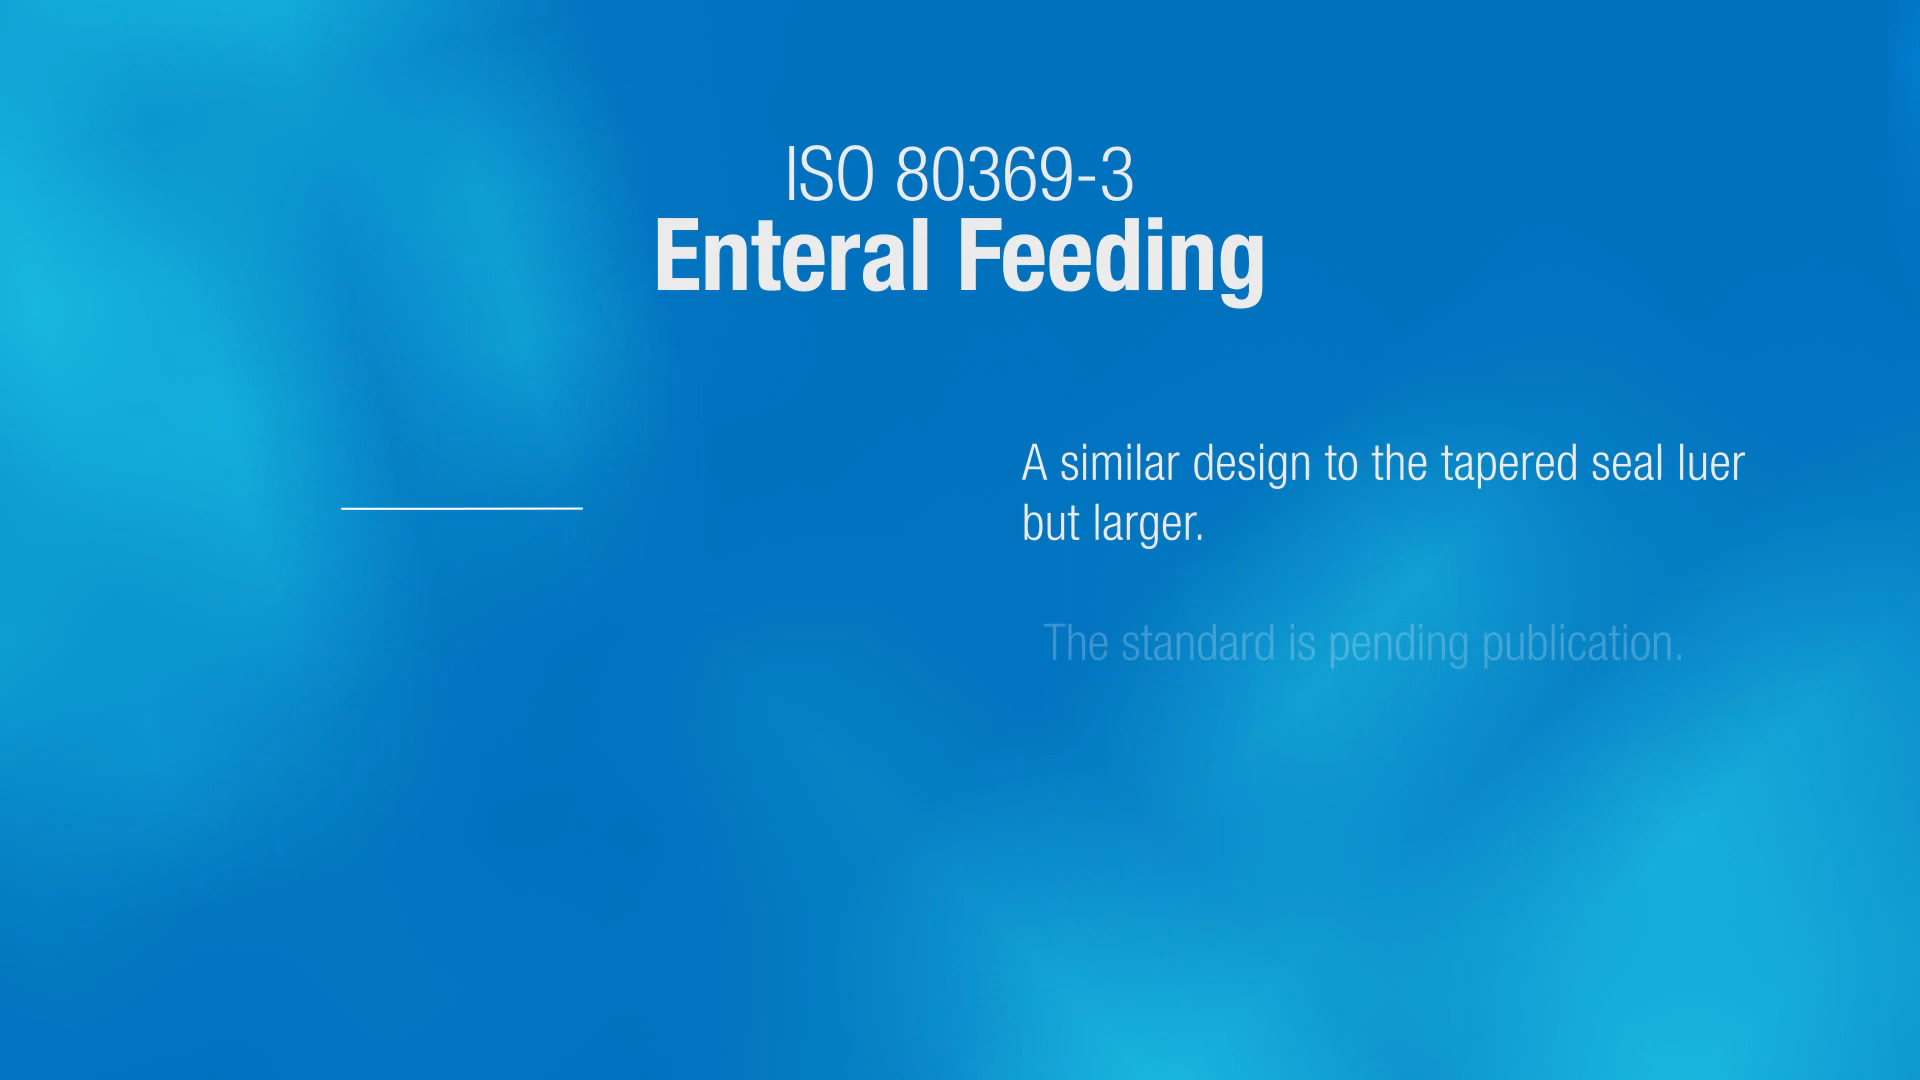 ISO 80369-3
Enteral Feeding
A similar design to the tapered seal luer
but larger.
The standard is pending publication.